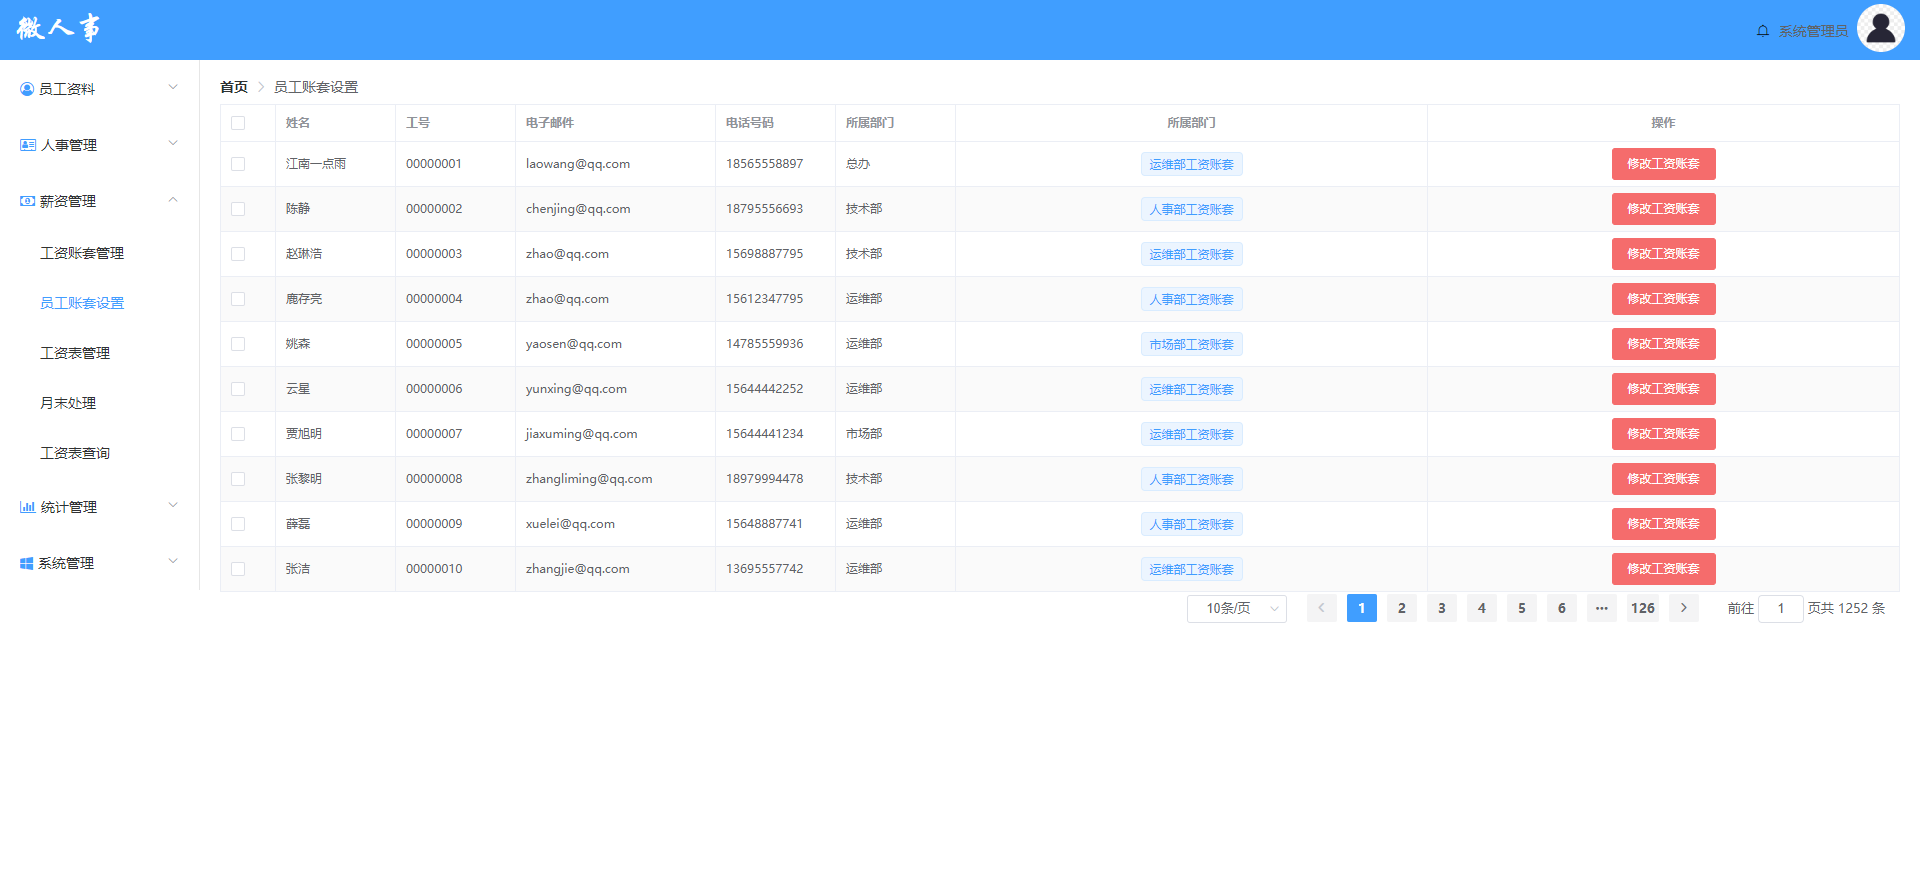 微人事
系统管理员
员工资料
人事管理
薪资管理
工资账套管理
员工账套设置
工资表管理
月末处理
工资表查询
统计管理
系统管理
首页 员工账套设置
姓名 工号 电子邮件 电话号码 所属部门 所属部门 操作
江南一点雨 00000001 laowang@qq.com 18565558897 总办 运维部工资账套 修改工资账套
陈静 00000002 chenjing@qq.com 18795556693 技术部 人事部工资账套 修改工资账套
赵琳浩 00000003 zhao@qq.com 15698887795 技术部 运维部工资账套 修改工资账套
鹿存亮 00000004 zhao@qq.com 15612347795 运维部 人事部工资账套 修改工资账套
姚森 00000005 yaosen@qq.com 14785559936 运维部 市场部工资账套 修改工资账套
云星 00000006 yunxing@qq.com 15644442252 运维部 运维部工资账套 修改工资账套
贾旭明 00000007 jiaxuming@qq.com 15644441234 市场部 运维部工资账套 修改工资账套
张黎明 00000008 zhangliming@qq.com 18979994478 技术部 人事部工资账套 修改工资账套
薛磊 00000009 xuelei@qq.com 15648887741 运维部 人事部工资账套 修改工资账套
张洁 00000010 zhangjie@qq.com 13695557742 运维部 运维部工资账套 修改工资账套
10条/页 1 2 3 4 5 6 ··· 126 前往 1 页共 1252 条